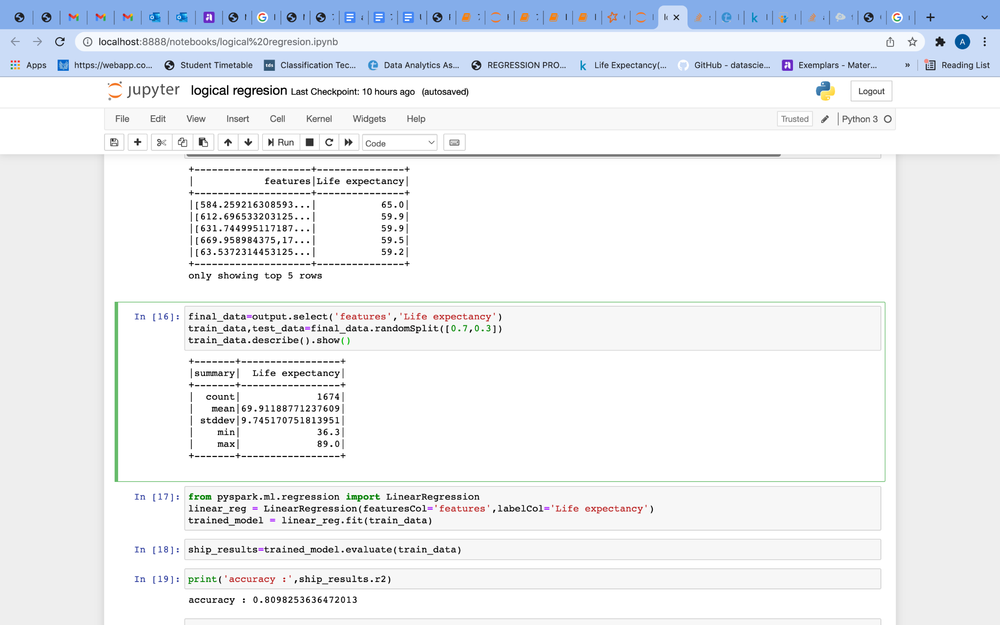 localhost:8888/notebooks/logical%20regresion.ipynb
A
Apps https://webapp.co... Student Timetable tds Classification Tec... Data Analytics As... REGRESSION PRO... Life Expectancy(... GitHub - datascie... Exemplars - Mater... » Reading List
jupyter logical regresion Last Checkpoint: 10 hours ago (autosaved) Logout
File Edit View Insert Cell Kernel Widgets Help Trusted Python 3
Run Code
+--------------------+---------------+
|            features|Life expectancy|
+--------------------+---------------+
|[584.259216308593...|           65.0|
|[612.696533203125...|           59.9|
|[631.744995117187...|           59.9|
|[669.958984375,17...|           59.5|
|[63.5372314453125...|           59.2|
+--------------------+---------------+
only showing top 5 rows
In [16]: final_data=output.select('features','Life expectancy')
train_data,test_data=final_data.randomSplit([0.7,0.3])
train_data.describe().show()
+-------+-----------------+
|summary|  Life expectancy|
+-------+-----------------+
|  count|             1674|
|   mean|69.91188771237609|
| stddev|9.745170751813951|
|    min|             36.3|
|    max|             89.0|
+-------+-----------------+
In [17]: from pyspark.ml.regression import LinearRegression
linear_reg = LinearRegression(featuresCol='features',labelCol='Life expectancy')
trained_model = linear_reg.fit(train_data)
In [18]: ship_results=trained_model.evaluate(train_data)
In [19]: print('accuracy :',ship_results.r2)
accuracy : 0.8098253636472013